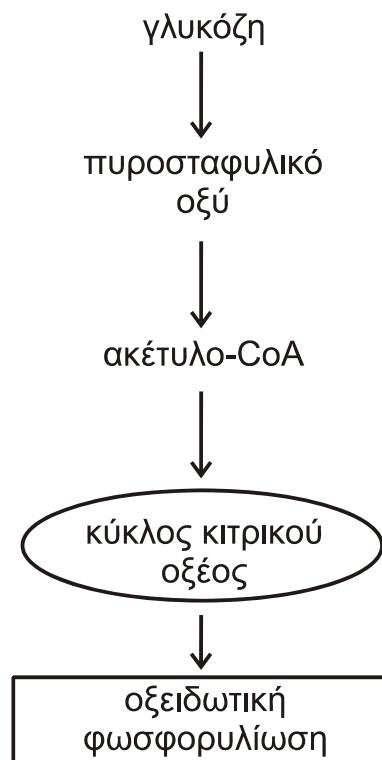 γλυκόζη
πυροσταφυλικό
οξύ
ακέτυλο-CoA
κύκλος κιτρικού
οξέος
οξειδωτική
φωσφορυλίωση